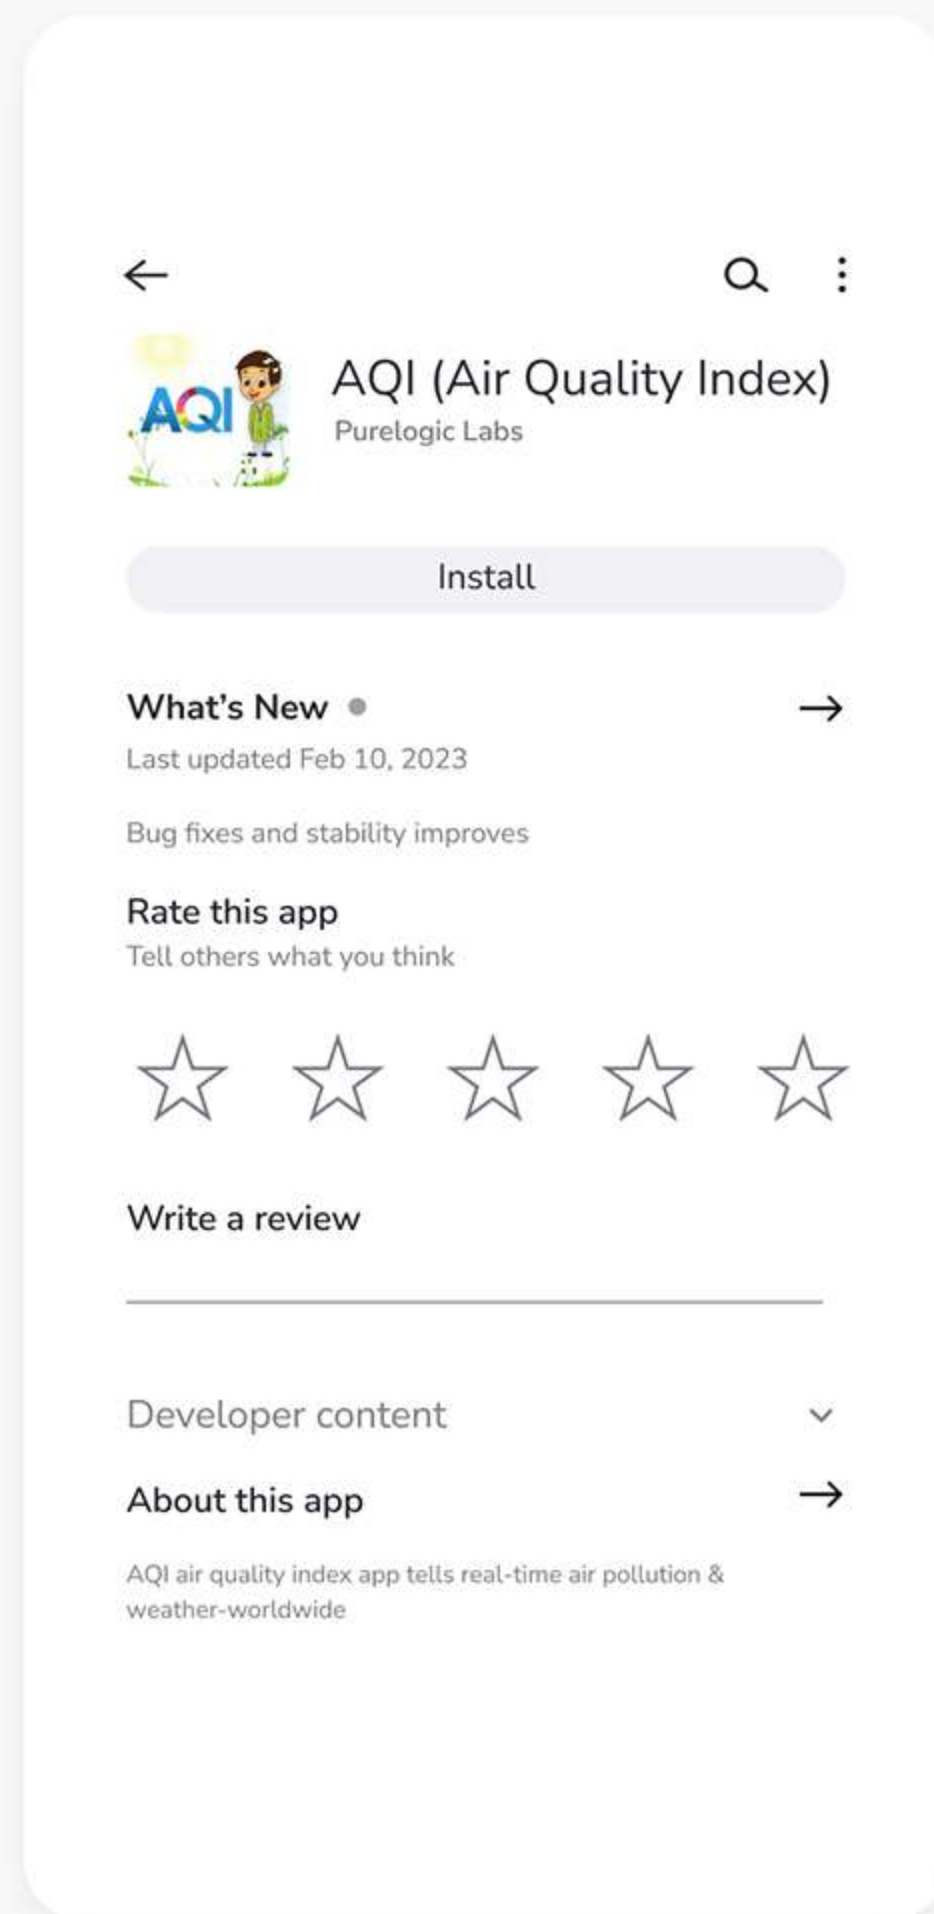 AQI
AQI (Air Quality Index)
Purelogic Labs
Install
What's New
Last updated Feb 10, 2023
Bug fixes and stability improves
Rate this app
Tell others what you think
Write a review
Developer content
About this app
AQI air quality index app tells real-time air pollution &
weather-worldwide